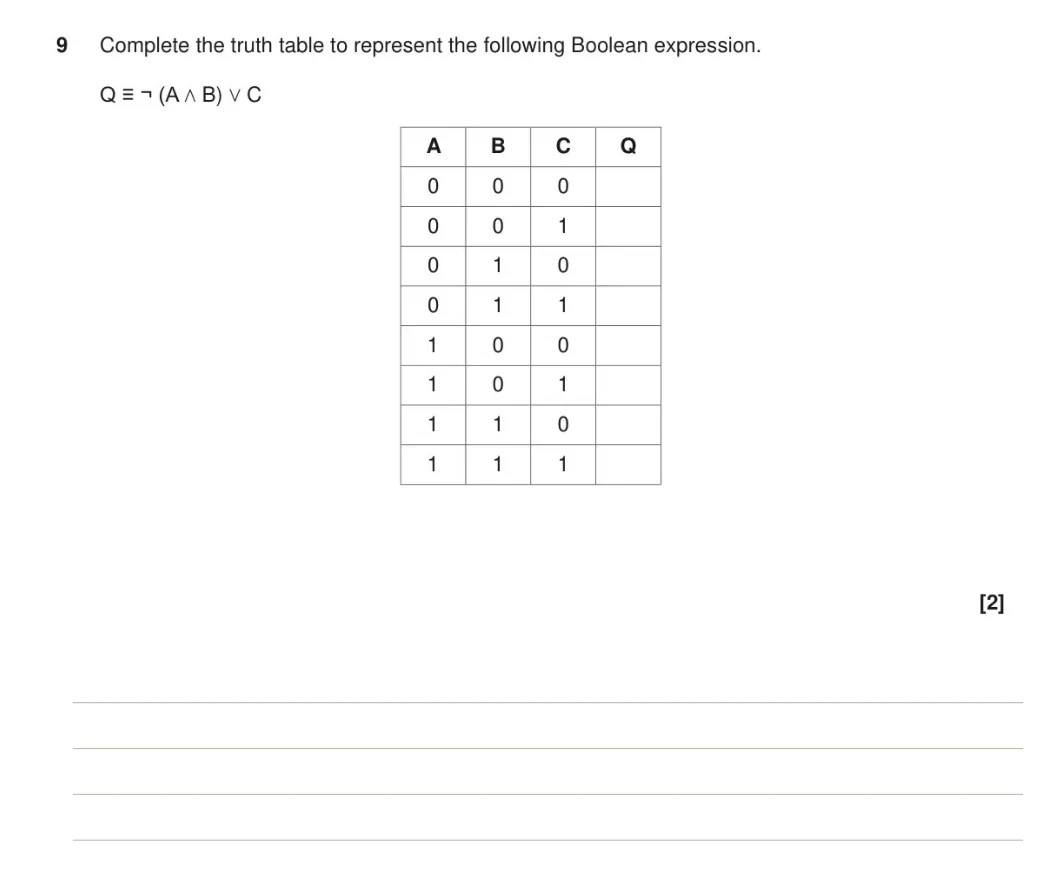 9 Complete the truth table to represent the following Boolean expression.
Q ≡ ¬ (A ∧ B) ∨ C
A B C Q
0 0 0
0 0 1
0 1 0
0 1 1
1 0 0
1 0 1
1 1 0
1 1 1
[2]